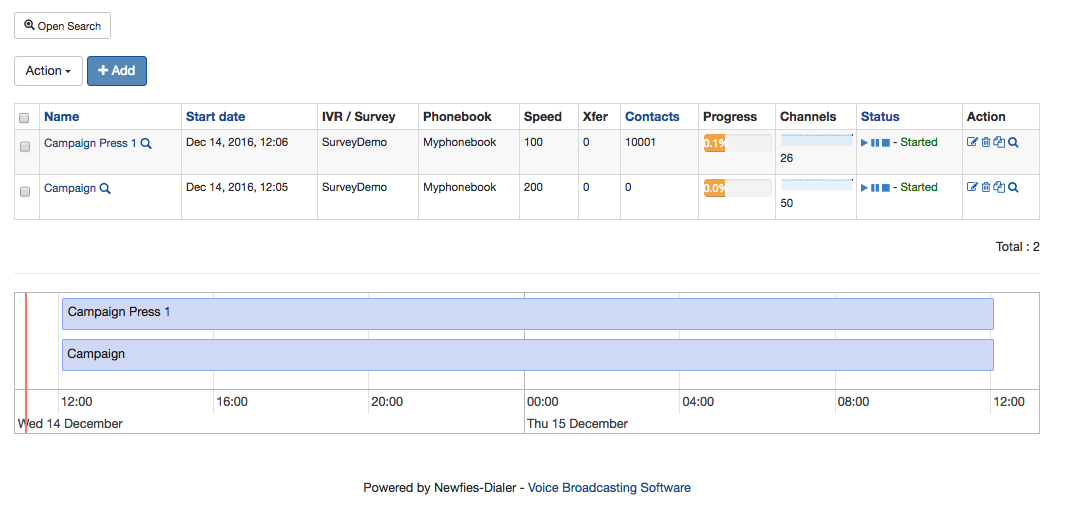 Open Search
Action + Add
Name Start date IVR / Survey Phonebook Speed Xfer Contacts Progress Channels Status Action
Campaign Press 1 Dec 14, 2016, 12:06 SurveyDemo Myphonebook 100 0 10001 0.1% 26 - Started
Campaign Dec 14, 2016, 12:05 SurveyDemo Myphonebook 200 0 0 0.0% 50 - Started
Total : 2
Campaign Press 1
Campaign
12:00 16:00 20:00 00:00 04:00 08:00 12:00
Wed 14 December Thu 15 December
Powered by Newfies-Dialer - Voice Broadcasting Software